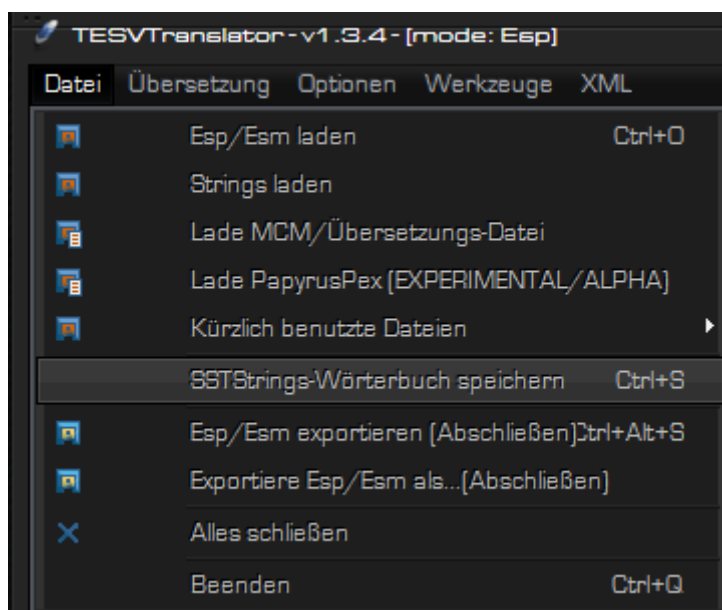 TESVTranslator - v1.3.4 - [mode: Esp]
Datei Übersetzung Optionen Werkzeuge XML
Esp/Esm laden Ctrl+O
Strings laden
Lade MCM/Übersetzungs-Datei
Lade PapyrusPex (EXPERIMENTAL/ALPHA)
Kürzlich benutzte Dateien
SSTStrings-Wörterbuch speichern Ctrl+S
Esp/Esm exportieren (Abschließen)Ctrl+Alt+S
Exportiere Esp/Esm als...(Abschließen)
Alles schließen
Beenden Ctrl+Q